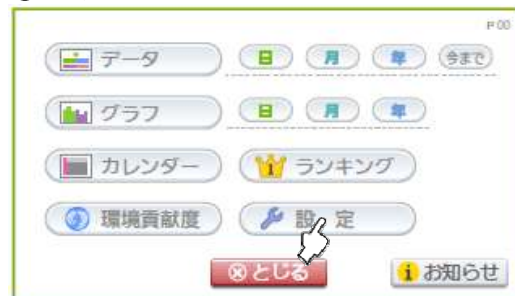 P00
データ 日 月 年 今まで
グラフ 日 月 年
カレンダー ランキング
環境貢献度 設 定
とじる お知らせ